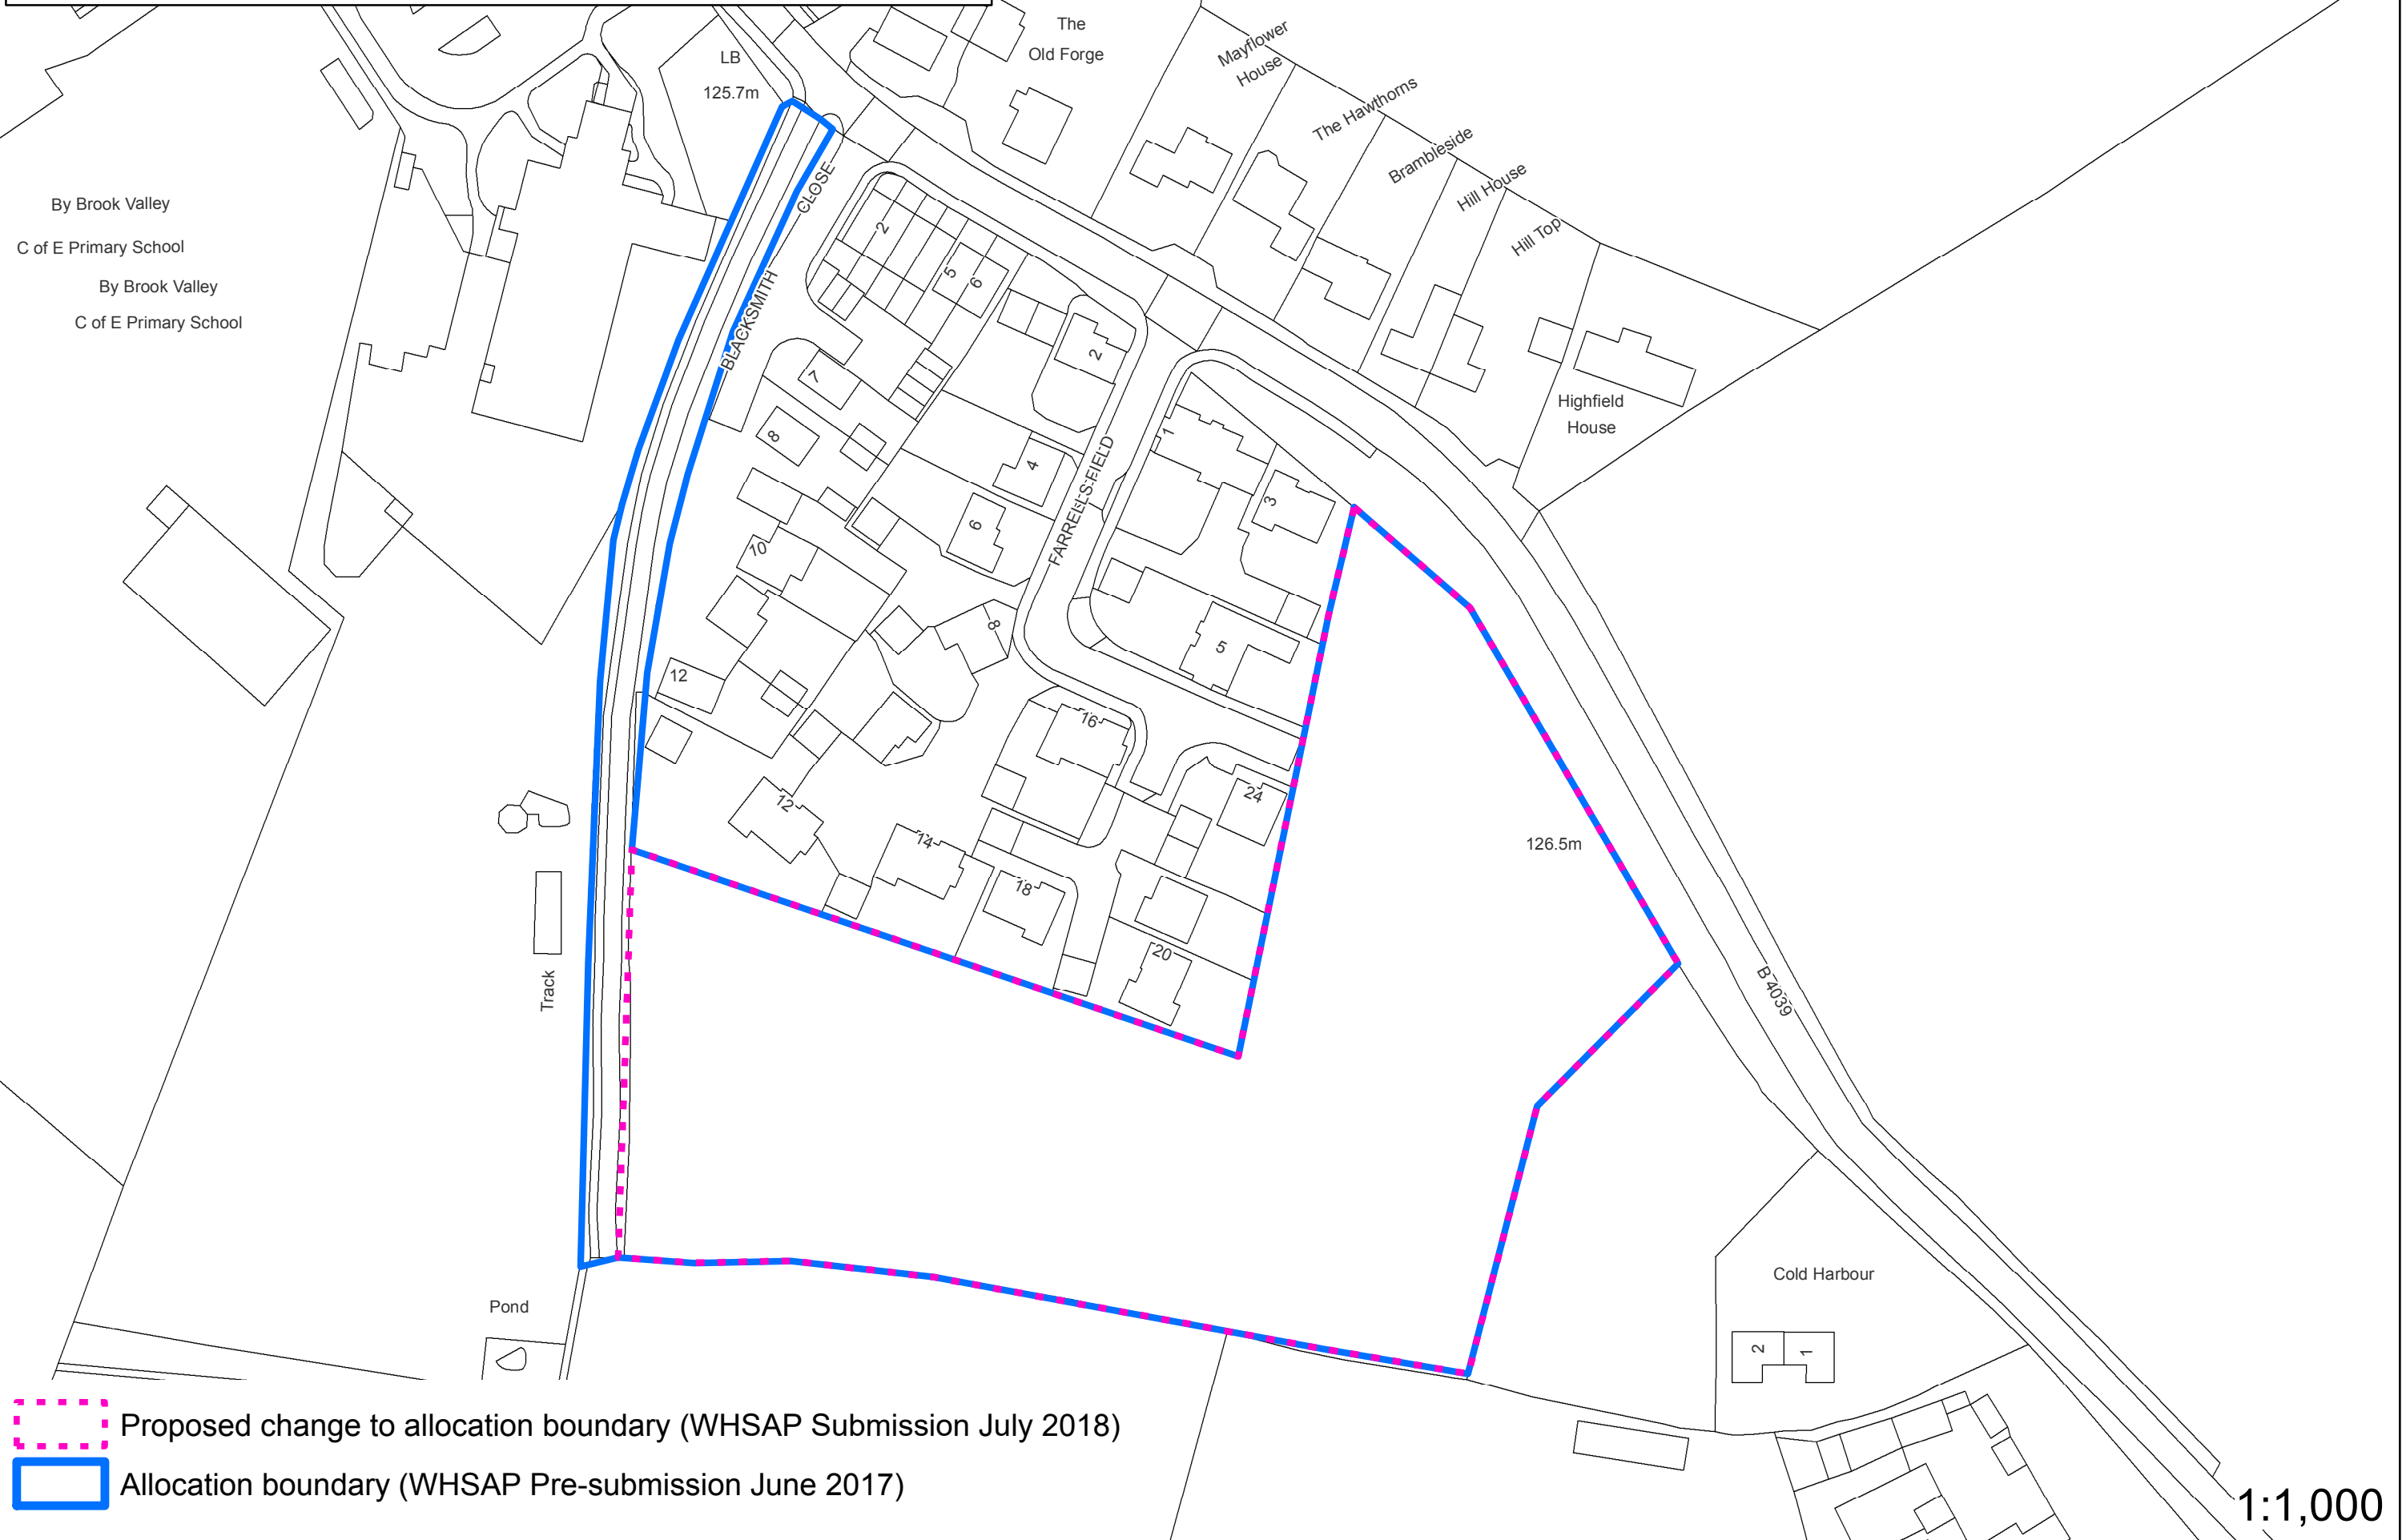 The
Old Forge
Mayflower
House
The Hawthorns
Brambleside
Hill House
Hill Top
Highfield
House
LB
125.7m
By Brook Valley
C of E Primary School
By Brook Valley
C of E Primary School
BLACKSMITH CLOSE
2
5
6
7
8
10
12
FARRELLS FIELD
2
4
6
8
1
3
5
16
24
12
14
18
20
126.5m
B 4039
Track
Pond
Cold Harbour
2
1
Proposed change to allocation boundary (WHSAP Submission July 2018)
Allocation boundary (WHSAP Pre-submission June 2017)
1:1,000